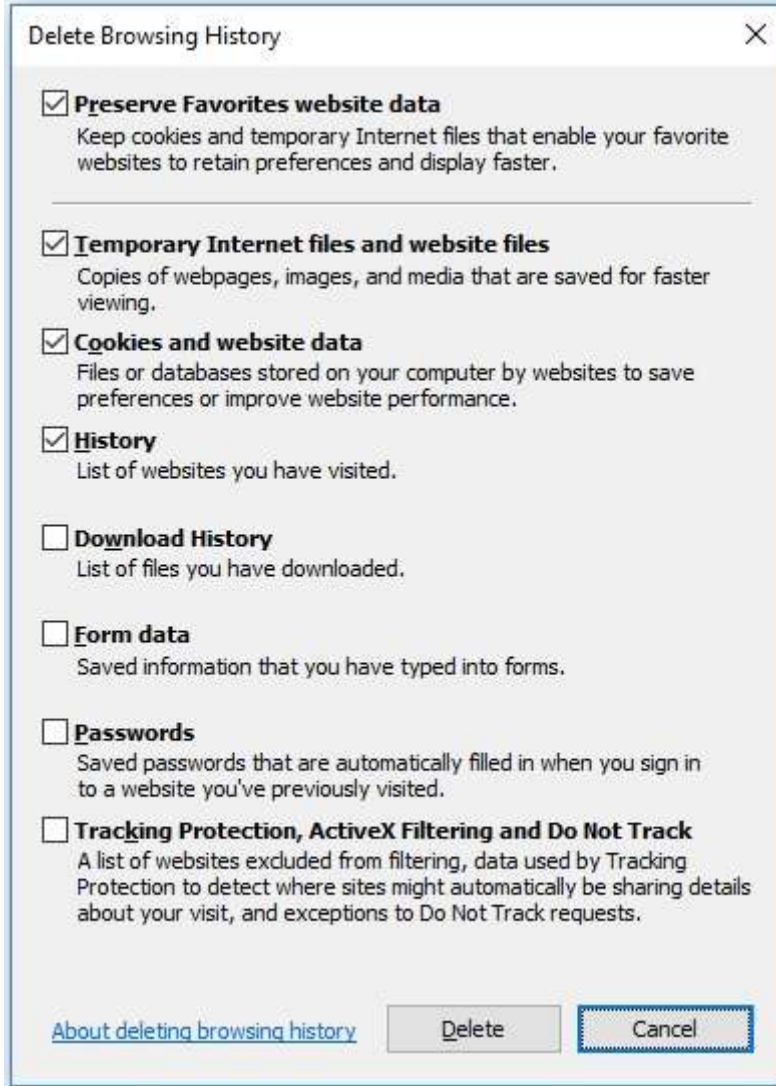 Delete Browsing History
Preserve Favorites website data
Keep cookies and temporary Internet files that enable your favorite
websites to retain preferences and display faster.
Temporary Internet files and website files
Copies of webpages, images, and media that are saved for faster
viewing.
Cookies and website data
Files or databases stored on your computer by websites to save
preferences or improve website performance.
History
List of websites you have visited.
Download History
List of files you have downloaded.
Form data
Saved information that you have typed into forms.
Passwords
Saved passwords that are automatically filled in when you sign in
to a website you've previously visited.
Tracking Protection, ActiveX Filtering and Do Not Track
A list of websites excluded from filtering, data used by Tracking
Protection to detect where sites might automatically be sharing details
about your visit, and exceptions to Do Not Track requests.
About deleting browsing history Delete Cancel